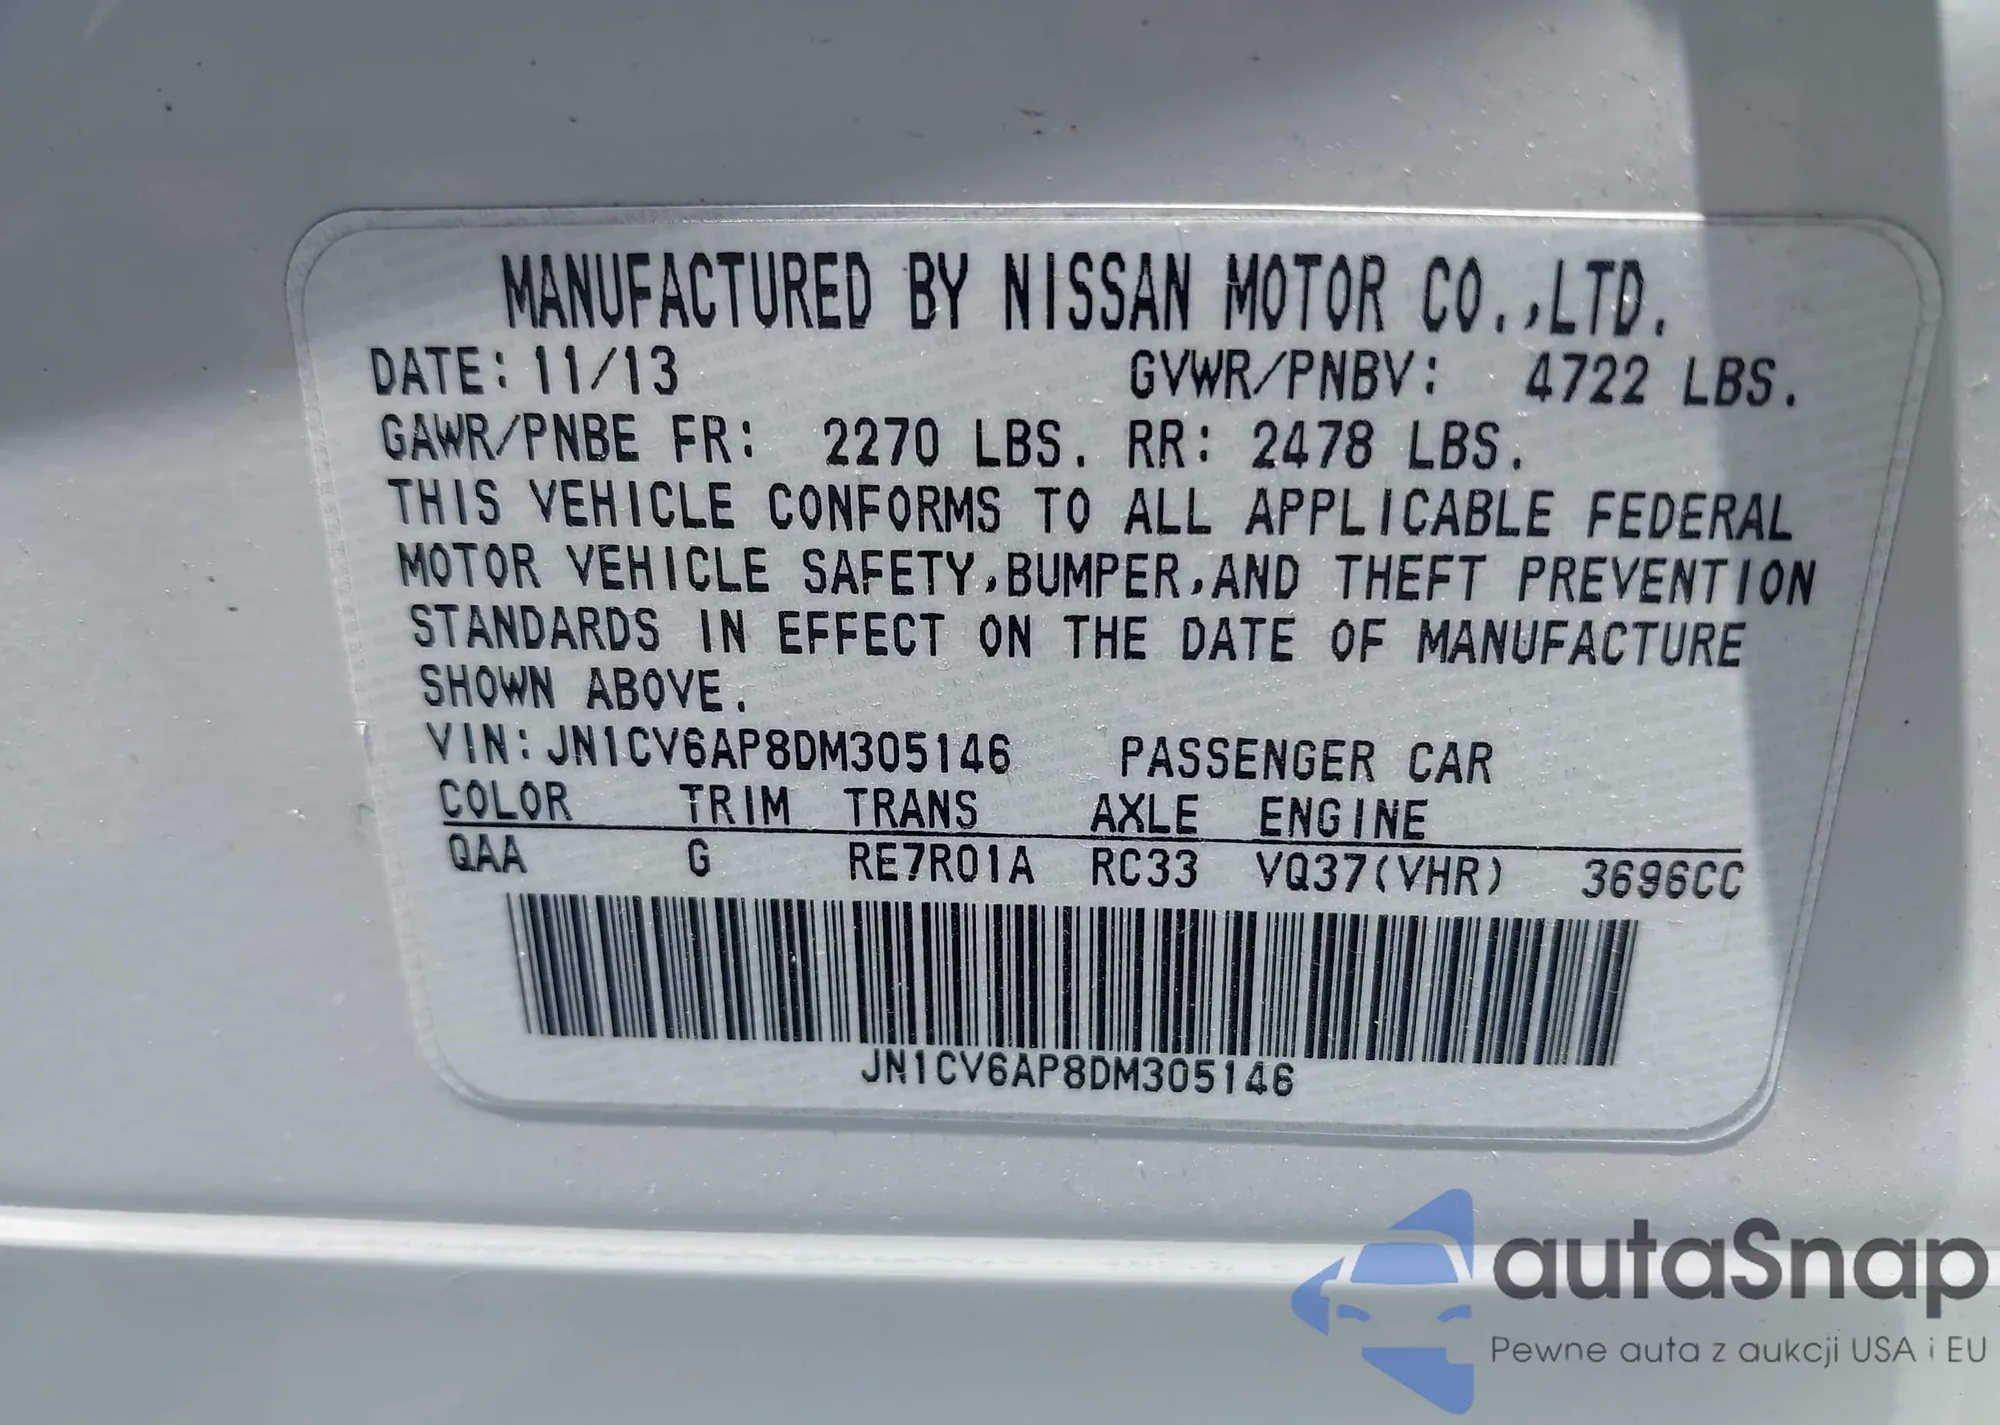 MANUFACTURED BY NISSAN MOTOR CO.,LTD.
DATE: 11/13 GVWR/PNBV: 4722 LBS.
GAWR/PNBE FR: 2270 LBS. RR: 2478 LBS.
THIS VEHICLE CONFORMS TO ALL APPLICABLE FEDERAL
MOTOR VEHICLE SAFETY,BUMPER,AND THEFT PREVENTION
STANDARDS IN EFFECT ON THE DATE OF MANUFACTURE
SHOWN ABOVE.
VIN: JN1CV6AP8DM305146 PASSENGER CAR
COLOR TRIM TRANS AXLE ENGINE
QAA G RE7R01A RC33 VQ37(VHR) 3696CC
JN1CV6AP8DM305146
autaSnap
Pewne auta z aukcji USA i EU